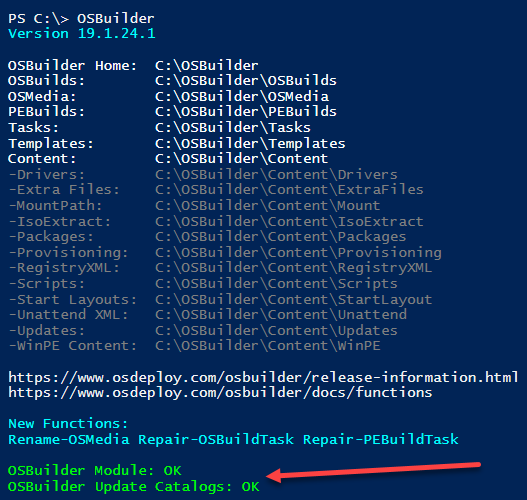 PS C:\> OSBuilder
Version 19.1.24.1
OSBuilder Home:  C:\OSBuilder
OSBuilds:        C:\OSBuilder\OSBuilds
OSMedia:         C:\OSBuilder\OSMedia
PEBuilds:        C:\OSBuilder\PEBuilds
Tasks:           C:\OSBuilder\Tasks
Templates:       C:\OSBuilder\Templates
Content:         C:\OSBuilder\Content
-Drivers:        C:\OSBuilder\Content\Drivers
-Extra Files:    C:\OSBuilder\Content\ExtraFiles
-MountPath:      C:\OSBuilder\Content\Mount
-IsoExtract:     C:\OSBuilder\Content\IsoExtract
-Packages:       C:\OSBuilder\Content\Packages
-Provisioning:   C:\OSBuilder\Content\Provisioning
-RegistryXML:    C:\OSBuilder\Content\RegistryXML
-Scripts:        C:\OSBuilder\Content\Scripts
-Start Layouts:  C:\OSBuilder\Content\StartLayout
-Unattend XML:   C:\OSBuilder\Content\Unattend
-Updates:        C:\OSBuilder\Content\Updates
-WinPE Content:  C:\OSBuilder\Content\WinPE
https://www.osdeploy.com/osbuilder/release-information.html
https://www.osdeploy.com/osbuilder/docs/functions
New Functions:
Rename-OSMedia Repair-OSBuildTask Repair-PEBuildTask
OSBuilder Module: OK
OSBuilder Update Catalogs: OK